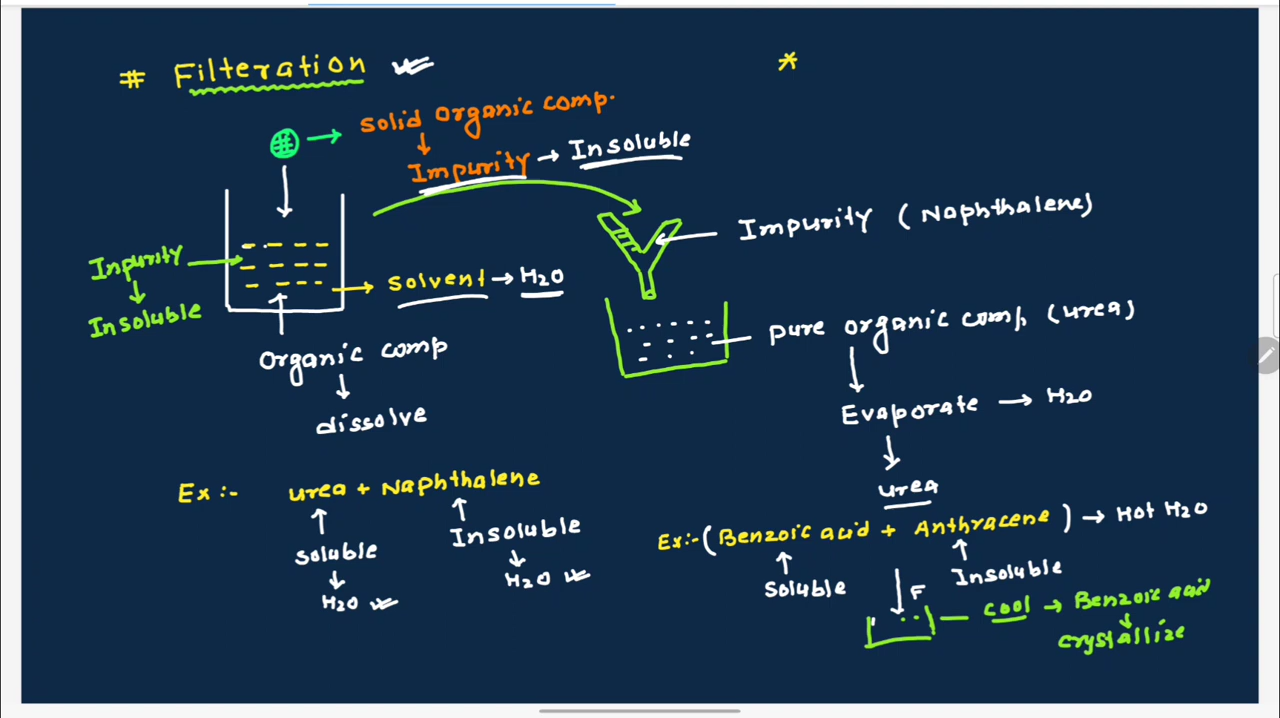 # Filteration
*
# → Solid organic comp.
Impurity → Insoluble
Inpurity
Insoluble
Solvent → H2O
Organic comp
dissolve
Impurity (Naphthalene)
pure organic comp. (urea)
Evaporate → H2O
urea
Ex :- urea + Naphthalene
Soluble
H2O
Insoluble
H2O
Ex:- (Benzoic acid + Anthracene) → Hot H2O
Soluble
Insoluble
F
cool → Benzoic acid
crystallize